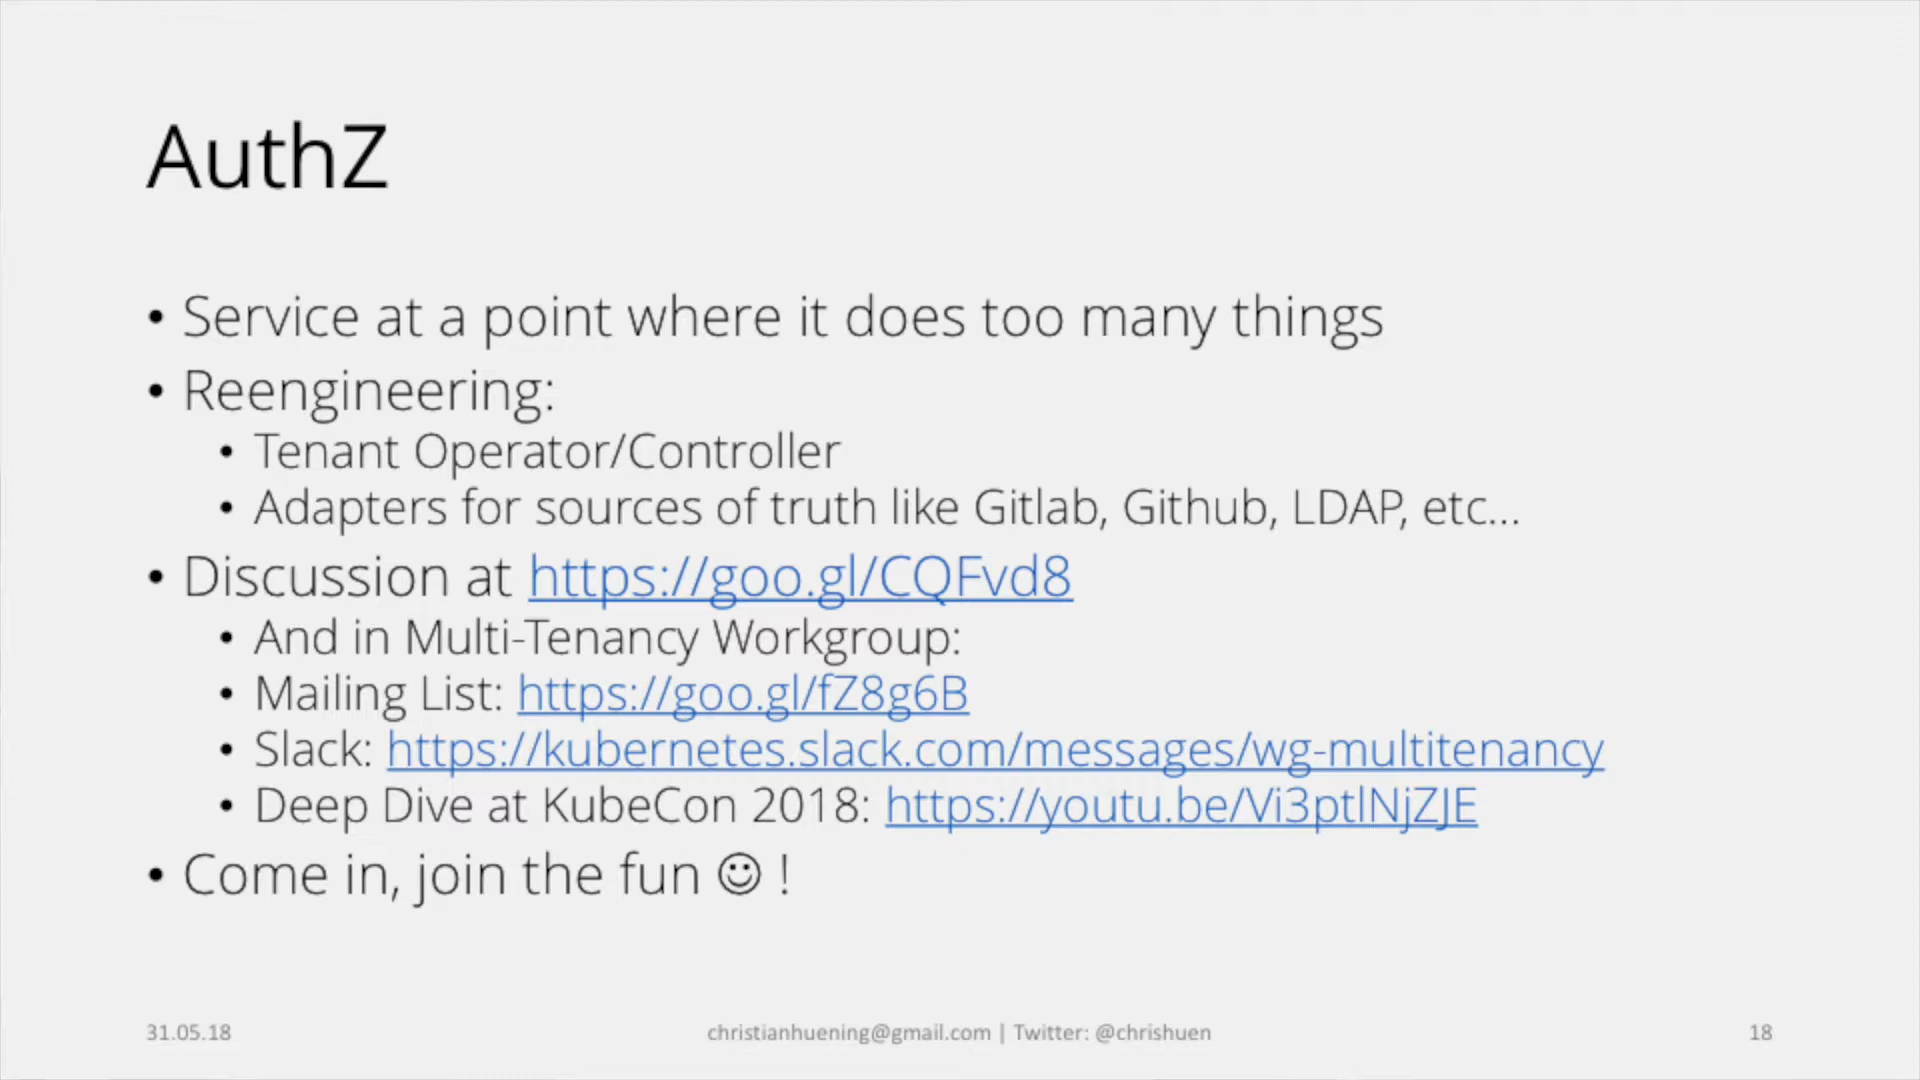 AuthZ
• Service at a point where it does too many things
• Reengineering:
• Tenant Operator/Controller
• Adapters for sources of truth like Gitlab, Github, LDAP, etc...
• Discussion at https://goo.gl/CQFvd8
• And in Multi-Tenancy Workgroup:
• Mailing List: https://goo.gl/fZ8g6B
• Slack: https://kubernetes.slack.com/messages/wg-multitenancy
• Deep Dive at KubeCon 2018: https://youtu.be/Vi3ptlNjZJE
• Come in, join the fun ☺ !
31.05.18 christianhuening@gmail.com | Twitter: @chrishuen 18